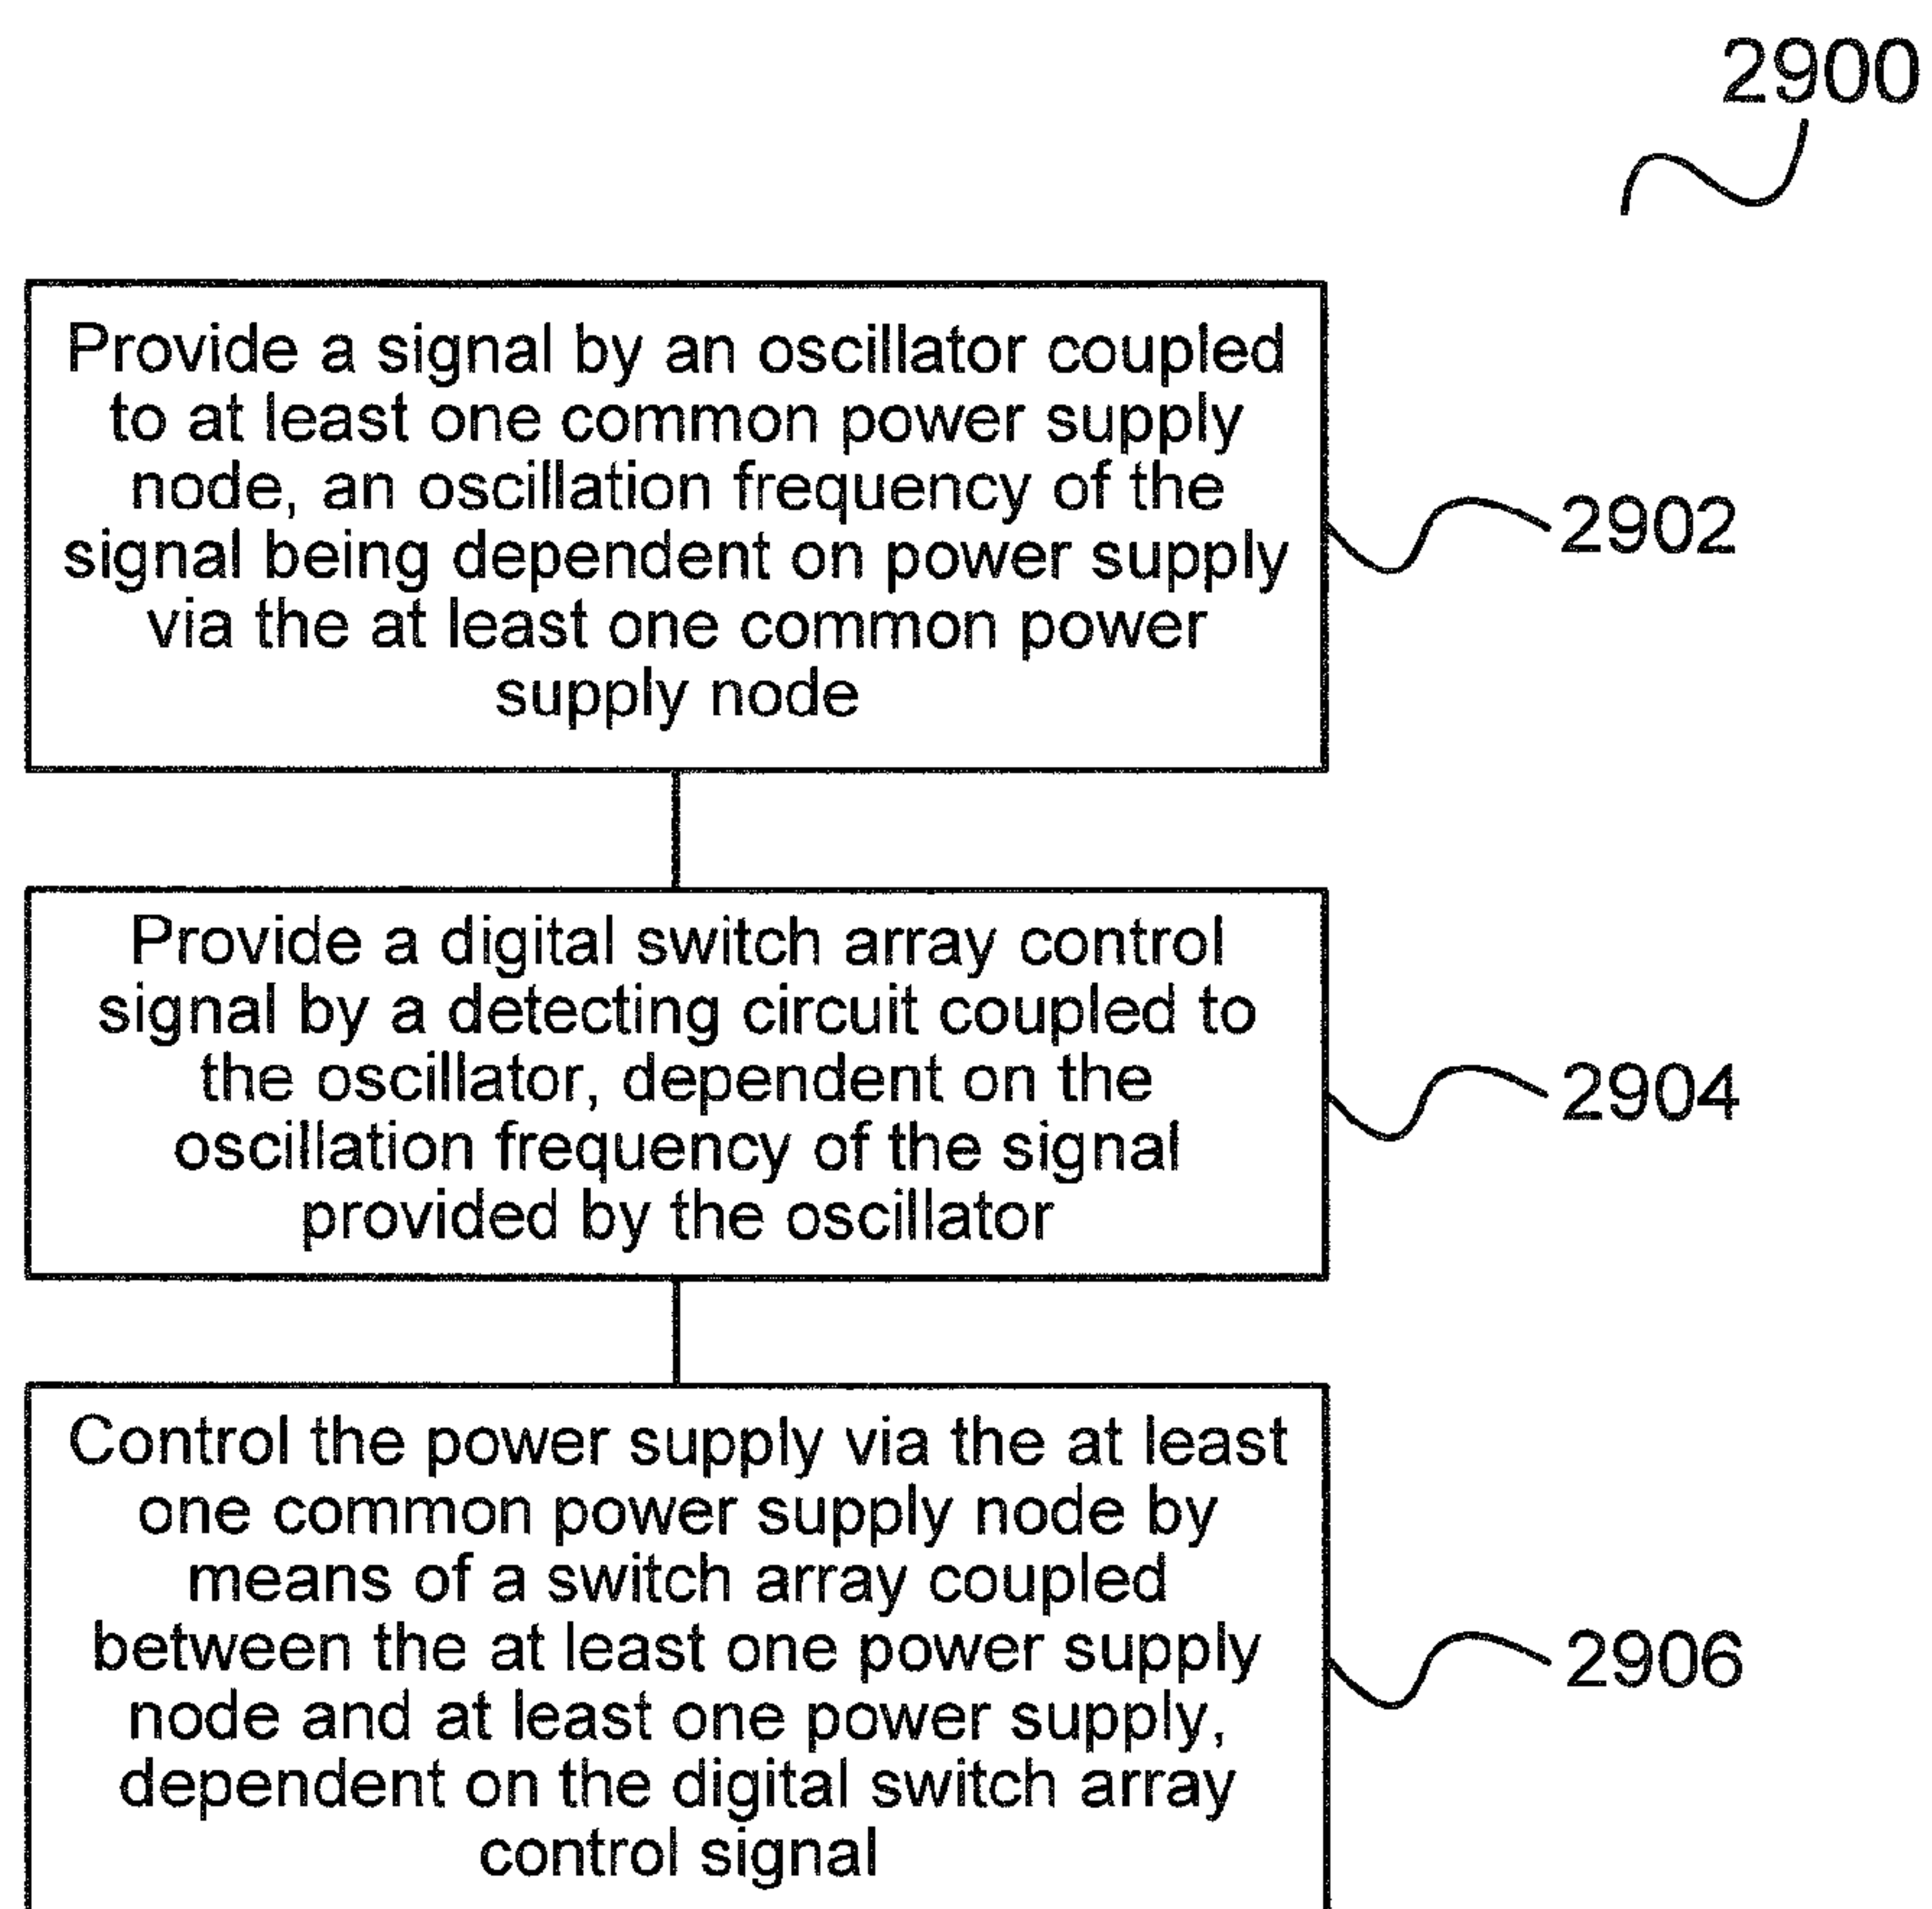 2900
Provide a signal by an oscillator coupled
to at least one common power supply
node, an oscillation frequency of the
signal being dependent on power supply
via the at least one common power
supply node
2902
Provide a digital switch array control
signal by a detecting circuit coupled to
the oscillator, dependent on the
oscillation frequency of the signal
provided by the oscillator
2904
Control the power supply via the at least
one common power supply node by
means of a switch array coupled
between the at least one power supply
node and at least one power supply,
dependent on the digital switch array
control signal
2906